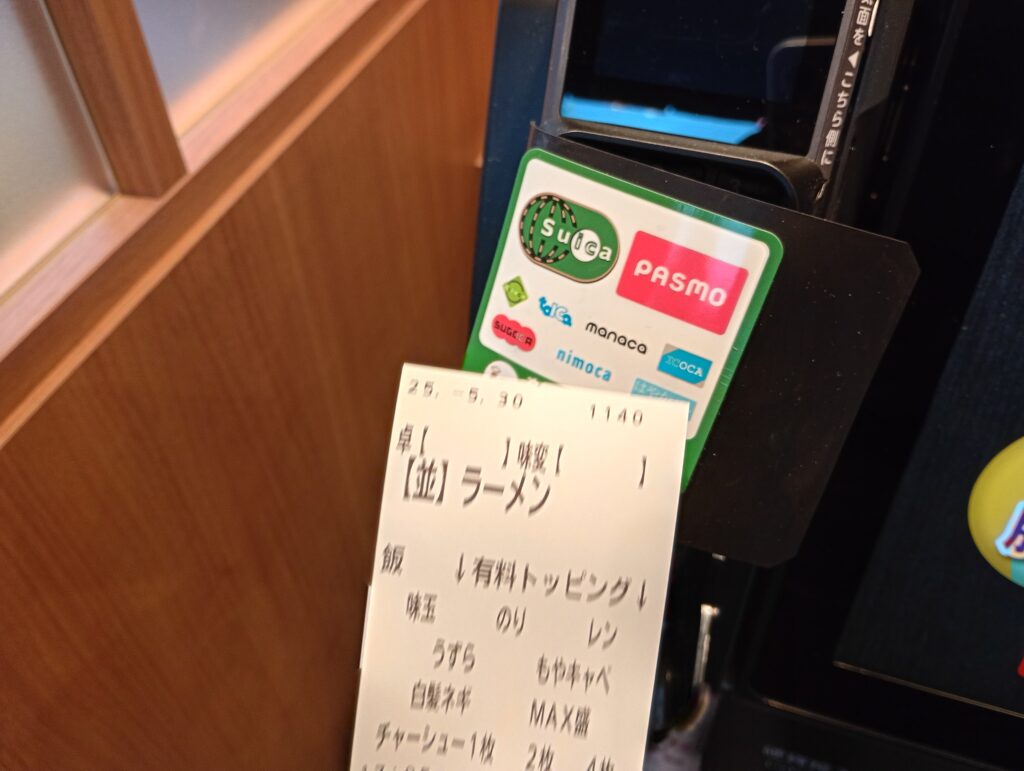 Suica
PASMO
toica
manaca
ICOCA
SUGOCA
nimoca
25. -5. 30 1140
卓【 】味変【 】
【並】ラーメン
飯 ↓有料トッピング↓
味玉 のり レン
うずら もやキャベ
白髪ネギ MAX盛
チャーシュー1枚 2枚 4枚